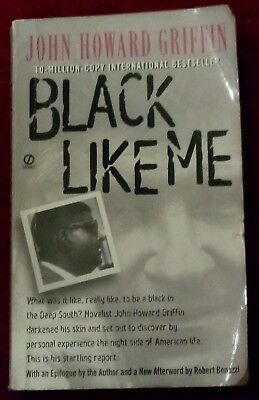 JOHN HOWARD GRIFFIN
10-MILLION-COPY INTERNATIONAL BESTSELLER
BLACK
LIKE ME
What was it like, really like, to be a black in
the Deep South? Novelist John Howard Griffin
darkened his skin and set out to discover by
personal experience the night side of American life.
This is his startling report.
With an Epilogue by the Author and a New Afterword by Robert Bonazzi